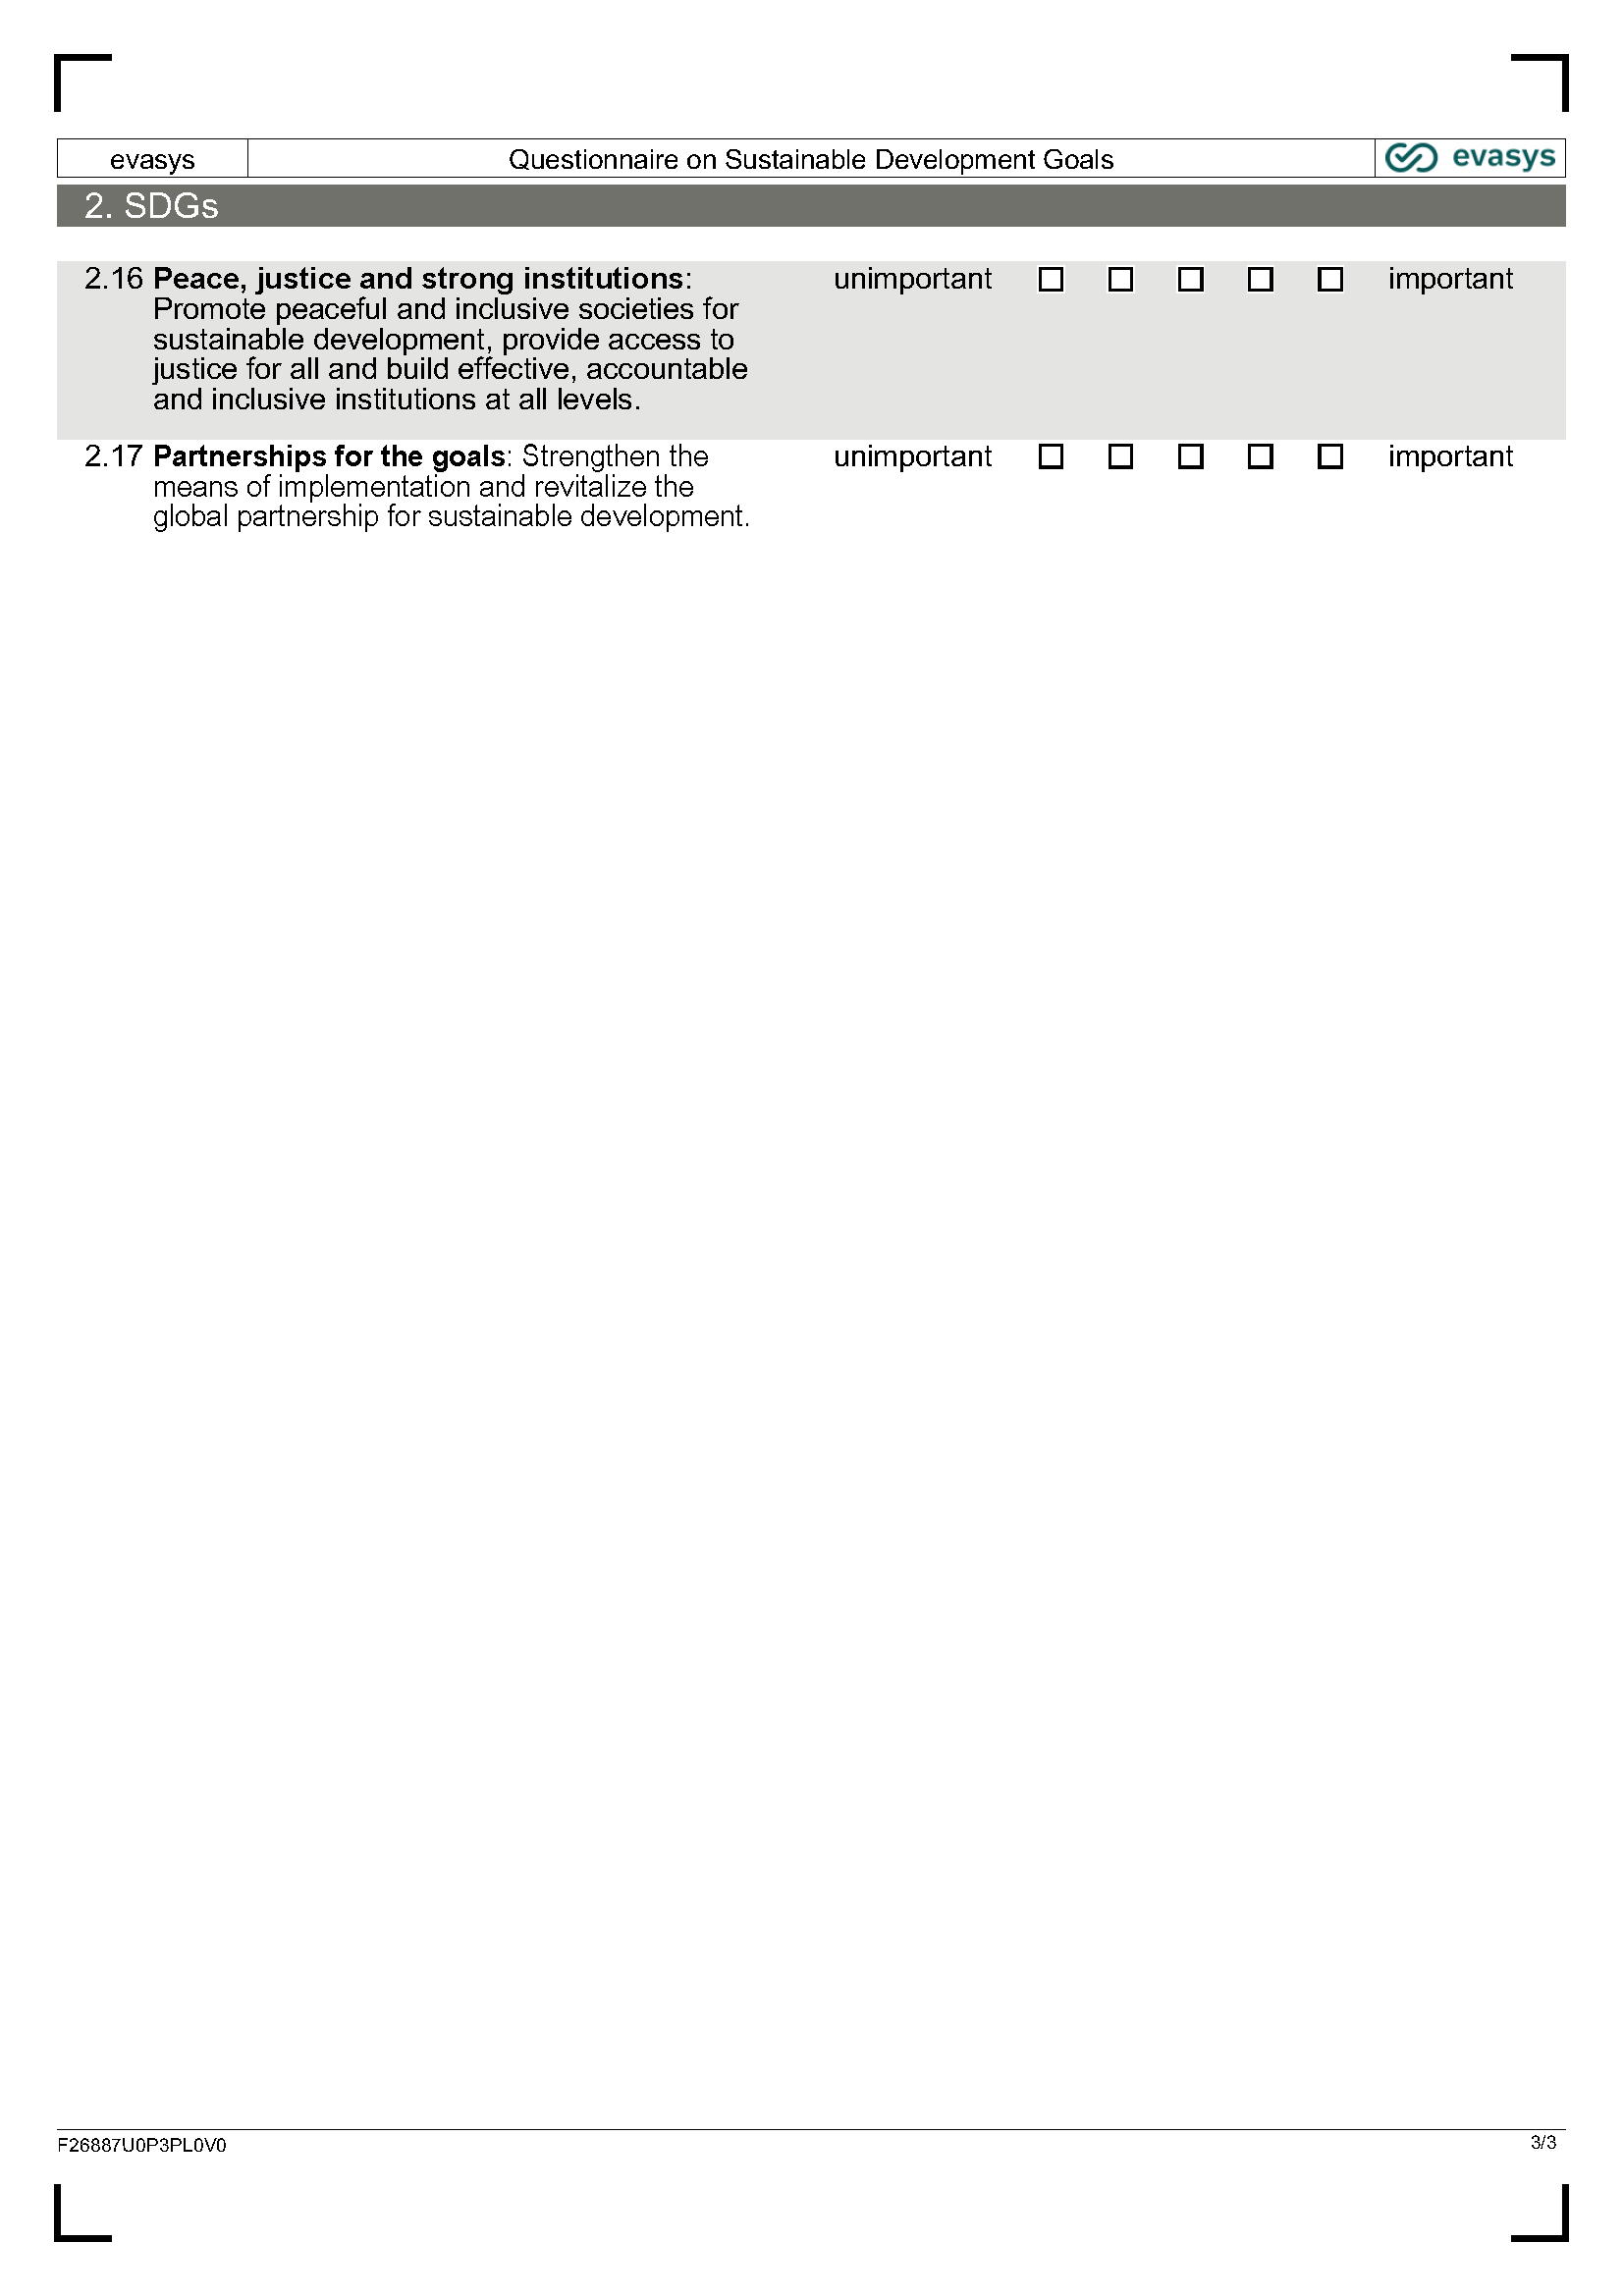 evasys
Questionnaire on Sustainable Development Goals
evasys
2. SDGs
2.16 Peace, justice and strong institutions: unimportant important
Promote peaceful and inclusive societies for
sustainable development, provide access to
justice for all and build effective, accountable
and inclusive institutions at all levels.
2.17 Partnerships for the goals: Strengthen the unimportant important
means of implementation and revitalize the
global partnership for sustainable development.
F26887U0P3PL0V0
3/3